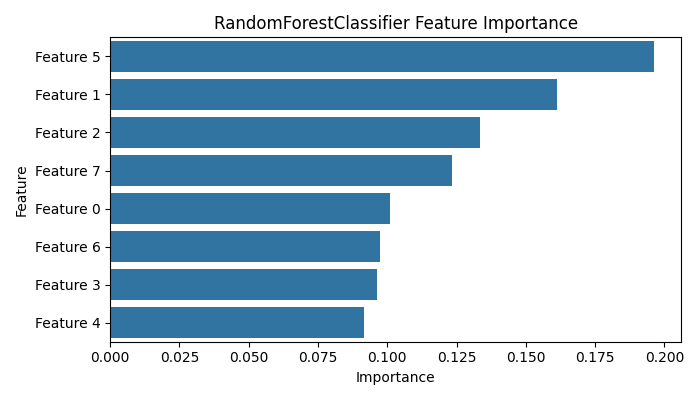 RandomForestClassifier Feature Importance
Feature 5
Feature 1
Feature 2
Feature 7
Feature 0
Feature 6
Feature 3
Feature 4
Feature
0.000 0.025 0.050 0.075 0.100 0.125 0.150 0.175 0.200
Importance